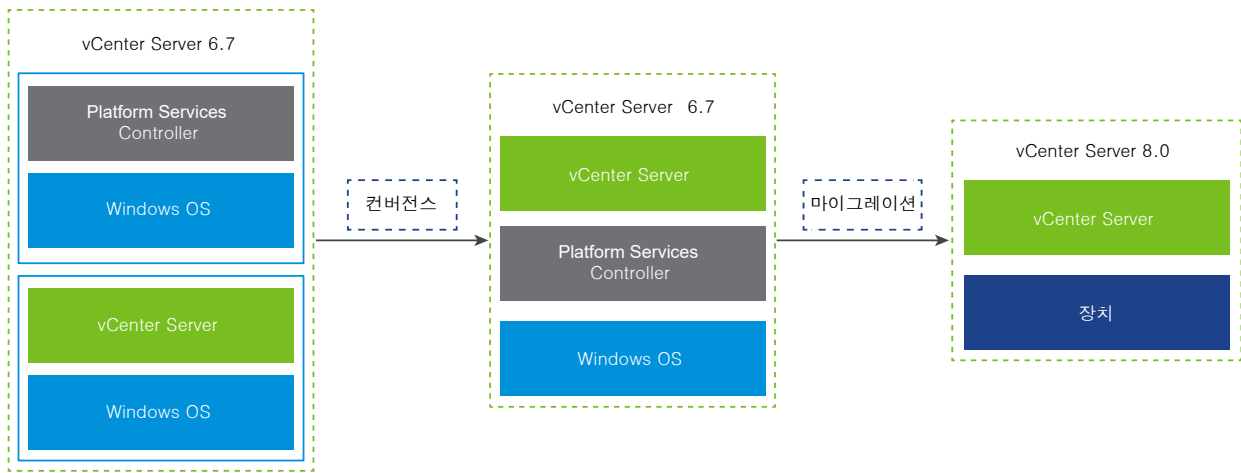 vCenter Server 6.7
Platform Services
Controller
Windows OS
vCenter Server
Windows OS
컨버전스
vCenter Server 6.7
vCenter Server
Platform Services
Controller
Windows OS
마이그레이션
vCenter Server 8.0
vCenter Server
장치